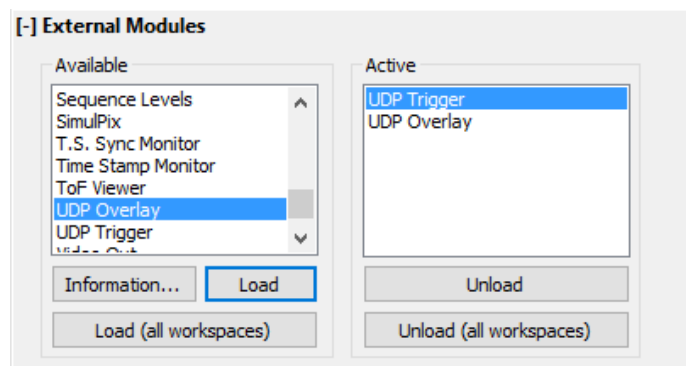 [-] External Modules
Available
Sequence Levels
SimulPix
T.S. Sync Monitor
Time Stamp Monitor
ToF Viewer
UDP Overlay
UDP Trigger
Information...
Load
Load (all workspaces)
Active
UDP Trigger
UDP Overlay
Unload
Unload (all workspaces)